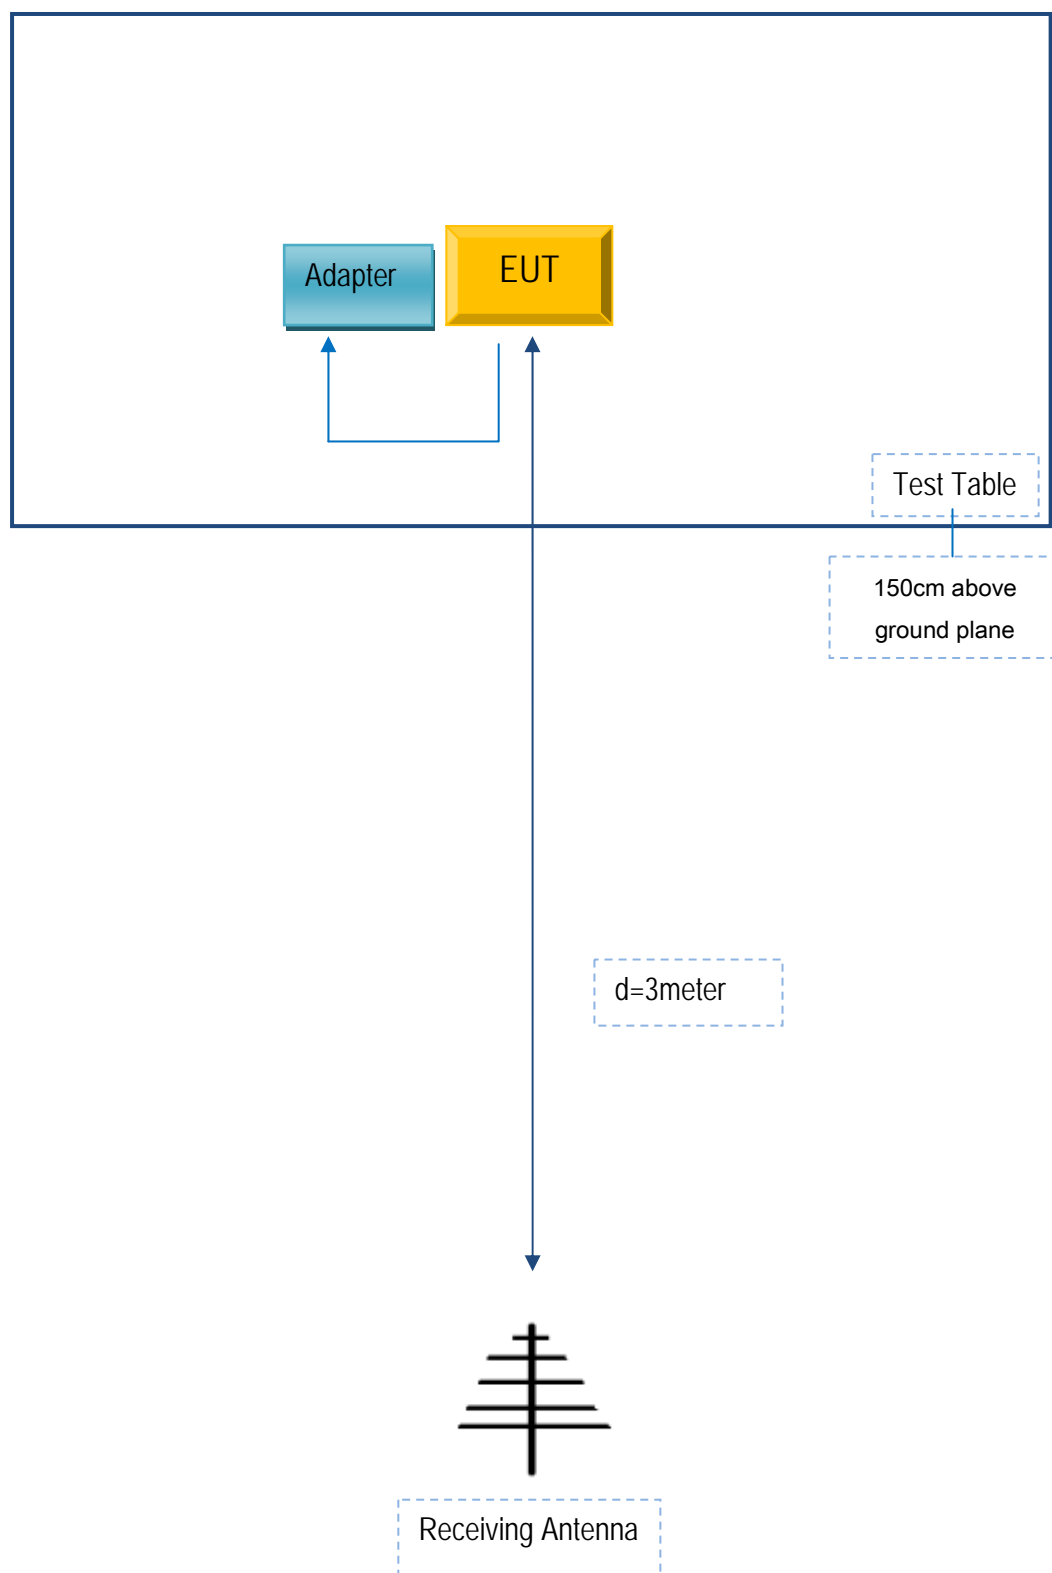 Adapter
EUT
Test Table
150cm above
ground plane
d=3meter
Receiving Antenna